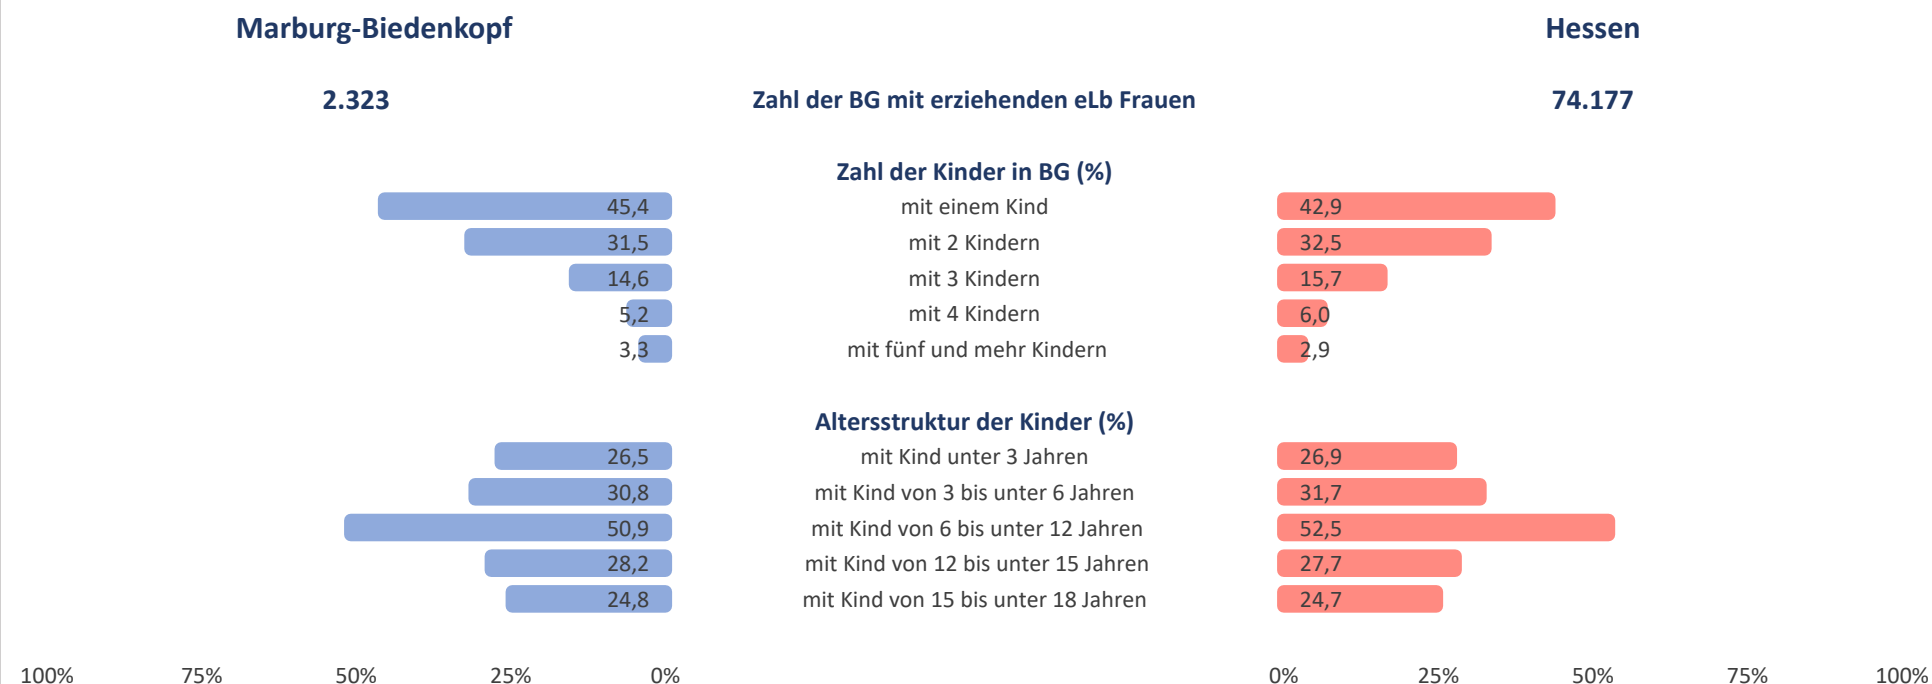 Marburg-Biedenkopf Hessen
2.323 Zahl der BG mit erziehenden eLb Frauen 74.177
Zahl der Kinder in BG (%)
45,4 mit einem Kind 42,9
31,5 mit 2 Kindern 32,5
14,6 mit 3 Kindern 15,7
5,2 mit 4 Kindern 6,0
3,3 mit fünf und mehr Kindern 2,9
Altersstruktur der Kinder (%)
26,5 mit Kind unter 3 Jahren 26,9
30,8 mit Kind von 3 bis unter 6 Jahren 31,7
50,9 mit Kind von 6 bis unter 12 Jahren 52,5
28,2 mit Kind von 12 bis unter 15 Jahren 27,7
24,8 mit Kind von 15 bis unter 18 Jahren 24,7
100% 75% 50% 25% 0% 0% 25% 50% 75% 100%